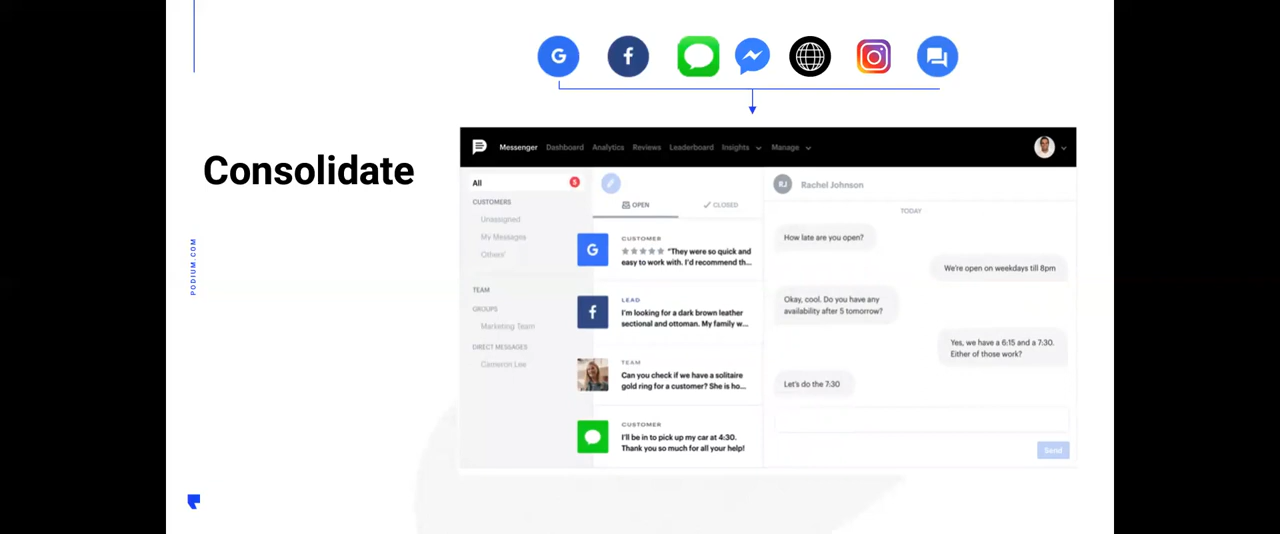 Consolidate
PODIUM.COM
Messenger Dashboard Analytics Reviews Leaderboard Insights Manage
All 5
CUSTOMERS
Unassigned
My Messages
Others'
TEAM
GROUPS
Marketing Team
DIRECT MESSAGES
Cameron Lee
OPEN CLOSED
CUSTOMER
"They were so quick and
easy to work with. I'd recommend th...
LEAD
I'm looking for a dark brown leather
sectional and ottoman. My family w...
TEAM
Can you check if we have a solitaire
gold ring for a customer? She is ho...
CUSTOMER
I'll be in to pick up my car at 4:30.
Thank you so much for all your help!
RJ Rachel Johnson
TODAY
How late are you open?
We're open on weekdays till 8pm
Okay, cool. Do you have any
availability after 5 tomorrow?
Yes, we have a 6:15 and a 7:30.
Either of those work?
Let's do the 7:30
Send